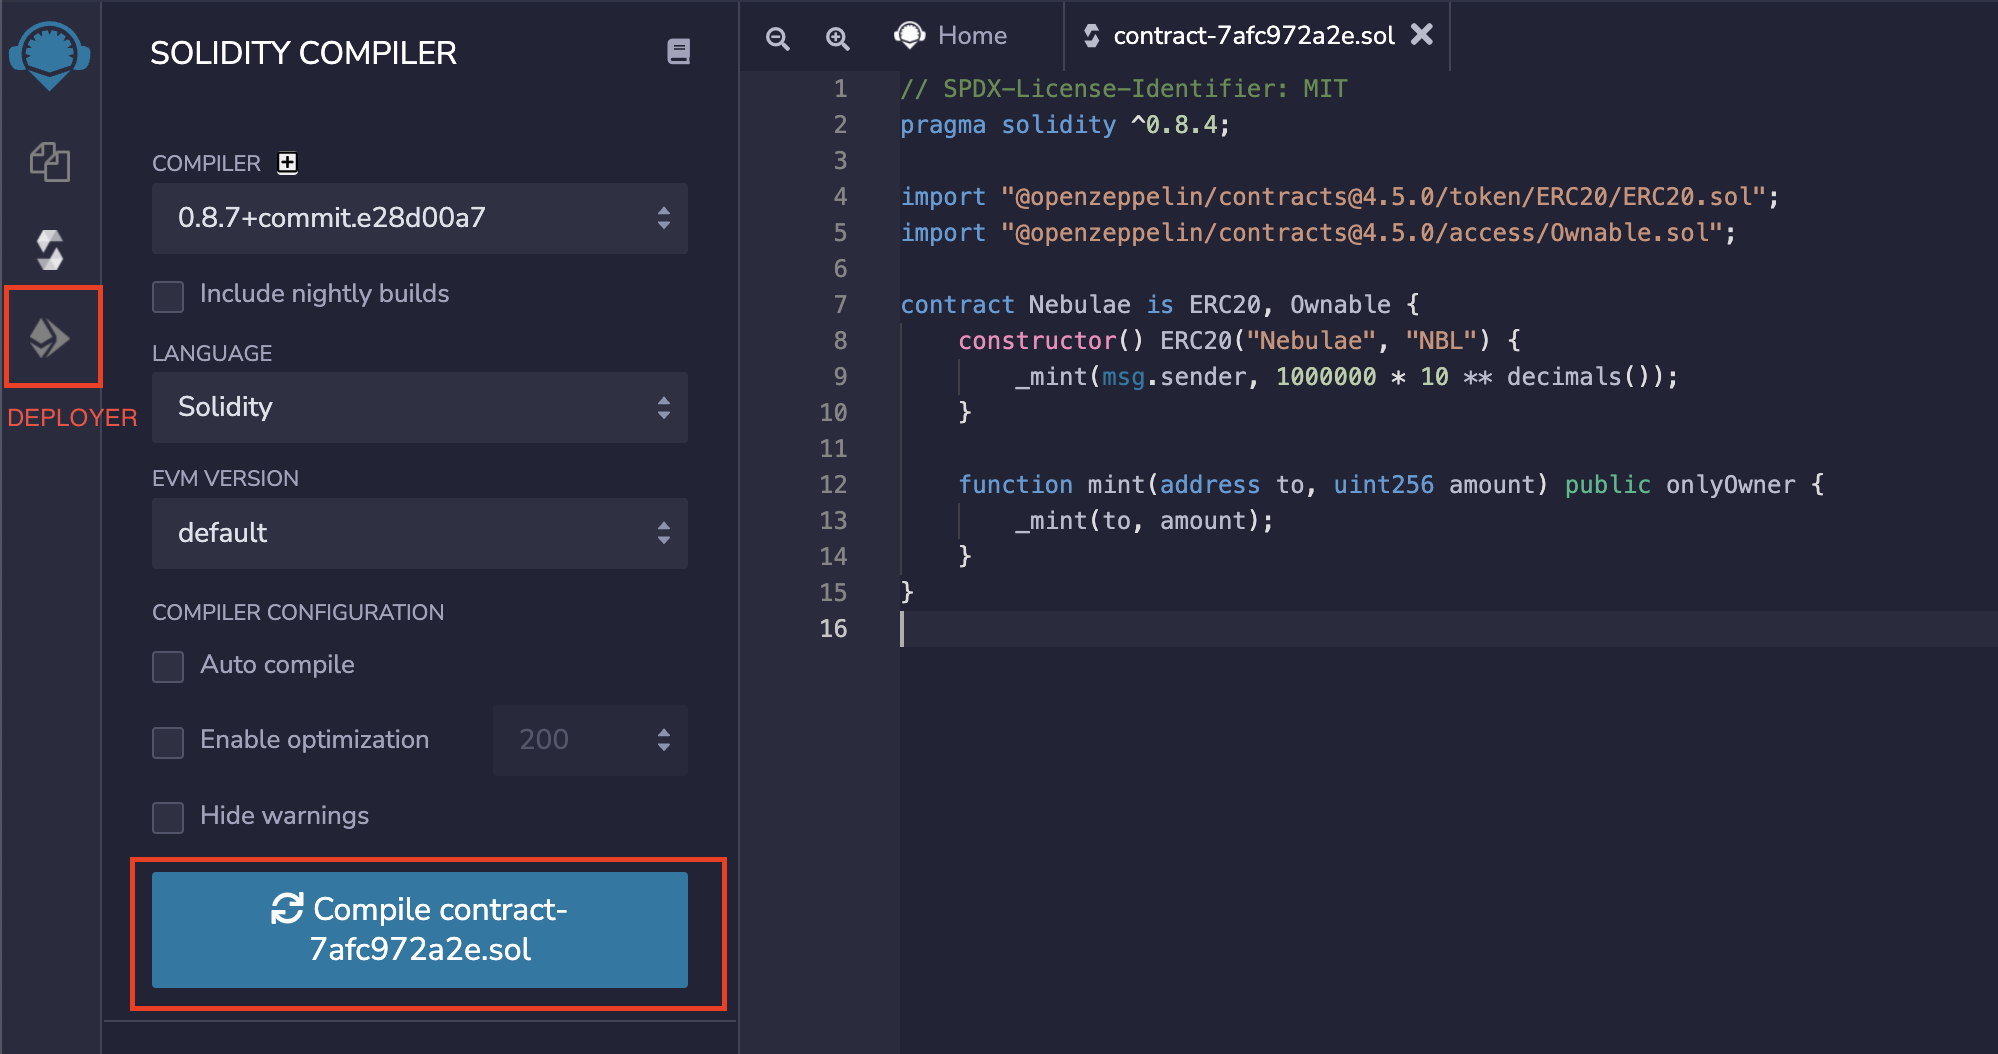 SOLIDITY COMPILER
COMPILER
0.8.7+commit.e28d00a7
Include nightly builds
LANGUAGE
Solidity
EVM VERSION
default
COMPILER CONFIGURATION
Auto compile
Enable optimization
200
Hide warnings
Compile contract-
7afc972a2e.sol
DEPLOYER
Home
contract-7afc972a2e.sol
1 // SPDX-License-Identifier: MIT
2 pragma solidity ^0.8.4;
3
4 import "@openzeppelin/contracts@4.5.0/token/ERC20/ERC20.sol";
5 import "@openzeppelin/contracts@4.5.0/access/Ownable.sol";
6
7 contract Nebulae is ERC20, Ownable {
8     constructor() ERC20("Nebulae", "NBL") {
9         _mint(msg.sender, 1000000 * 10 ** decimals());
10     }
11
12     function mint(address to, uint256 amount) public onlyOwner {
13         _mint(to, amount);
14     }
15 }
16